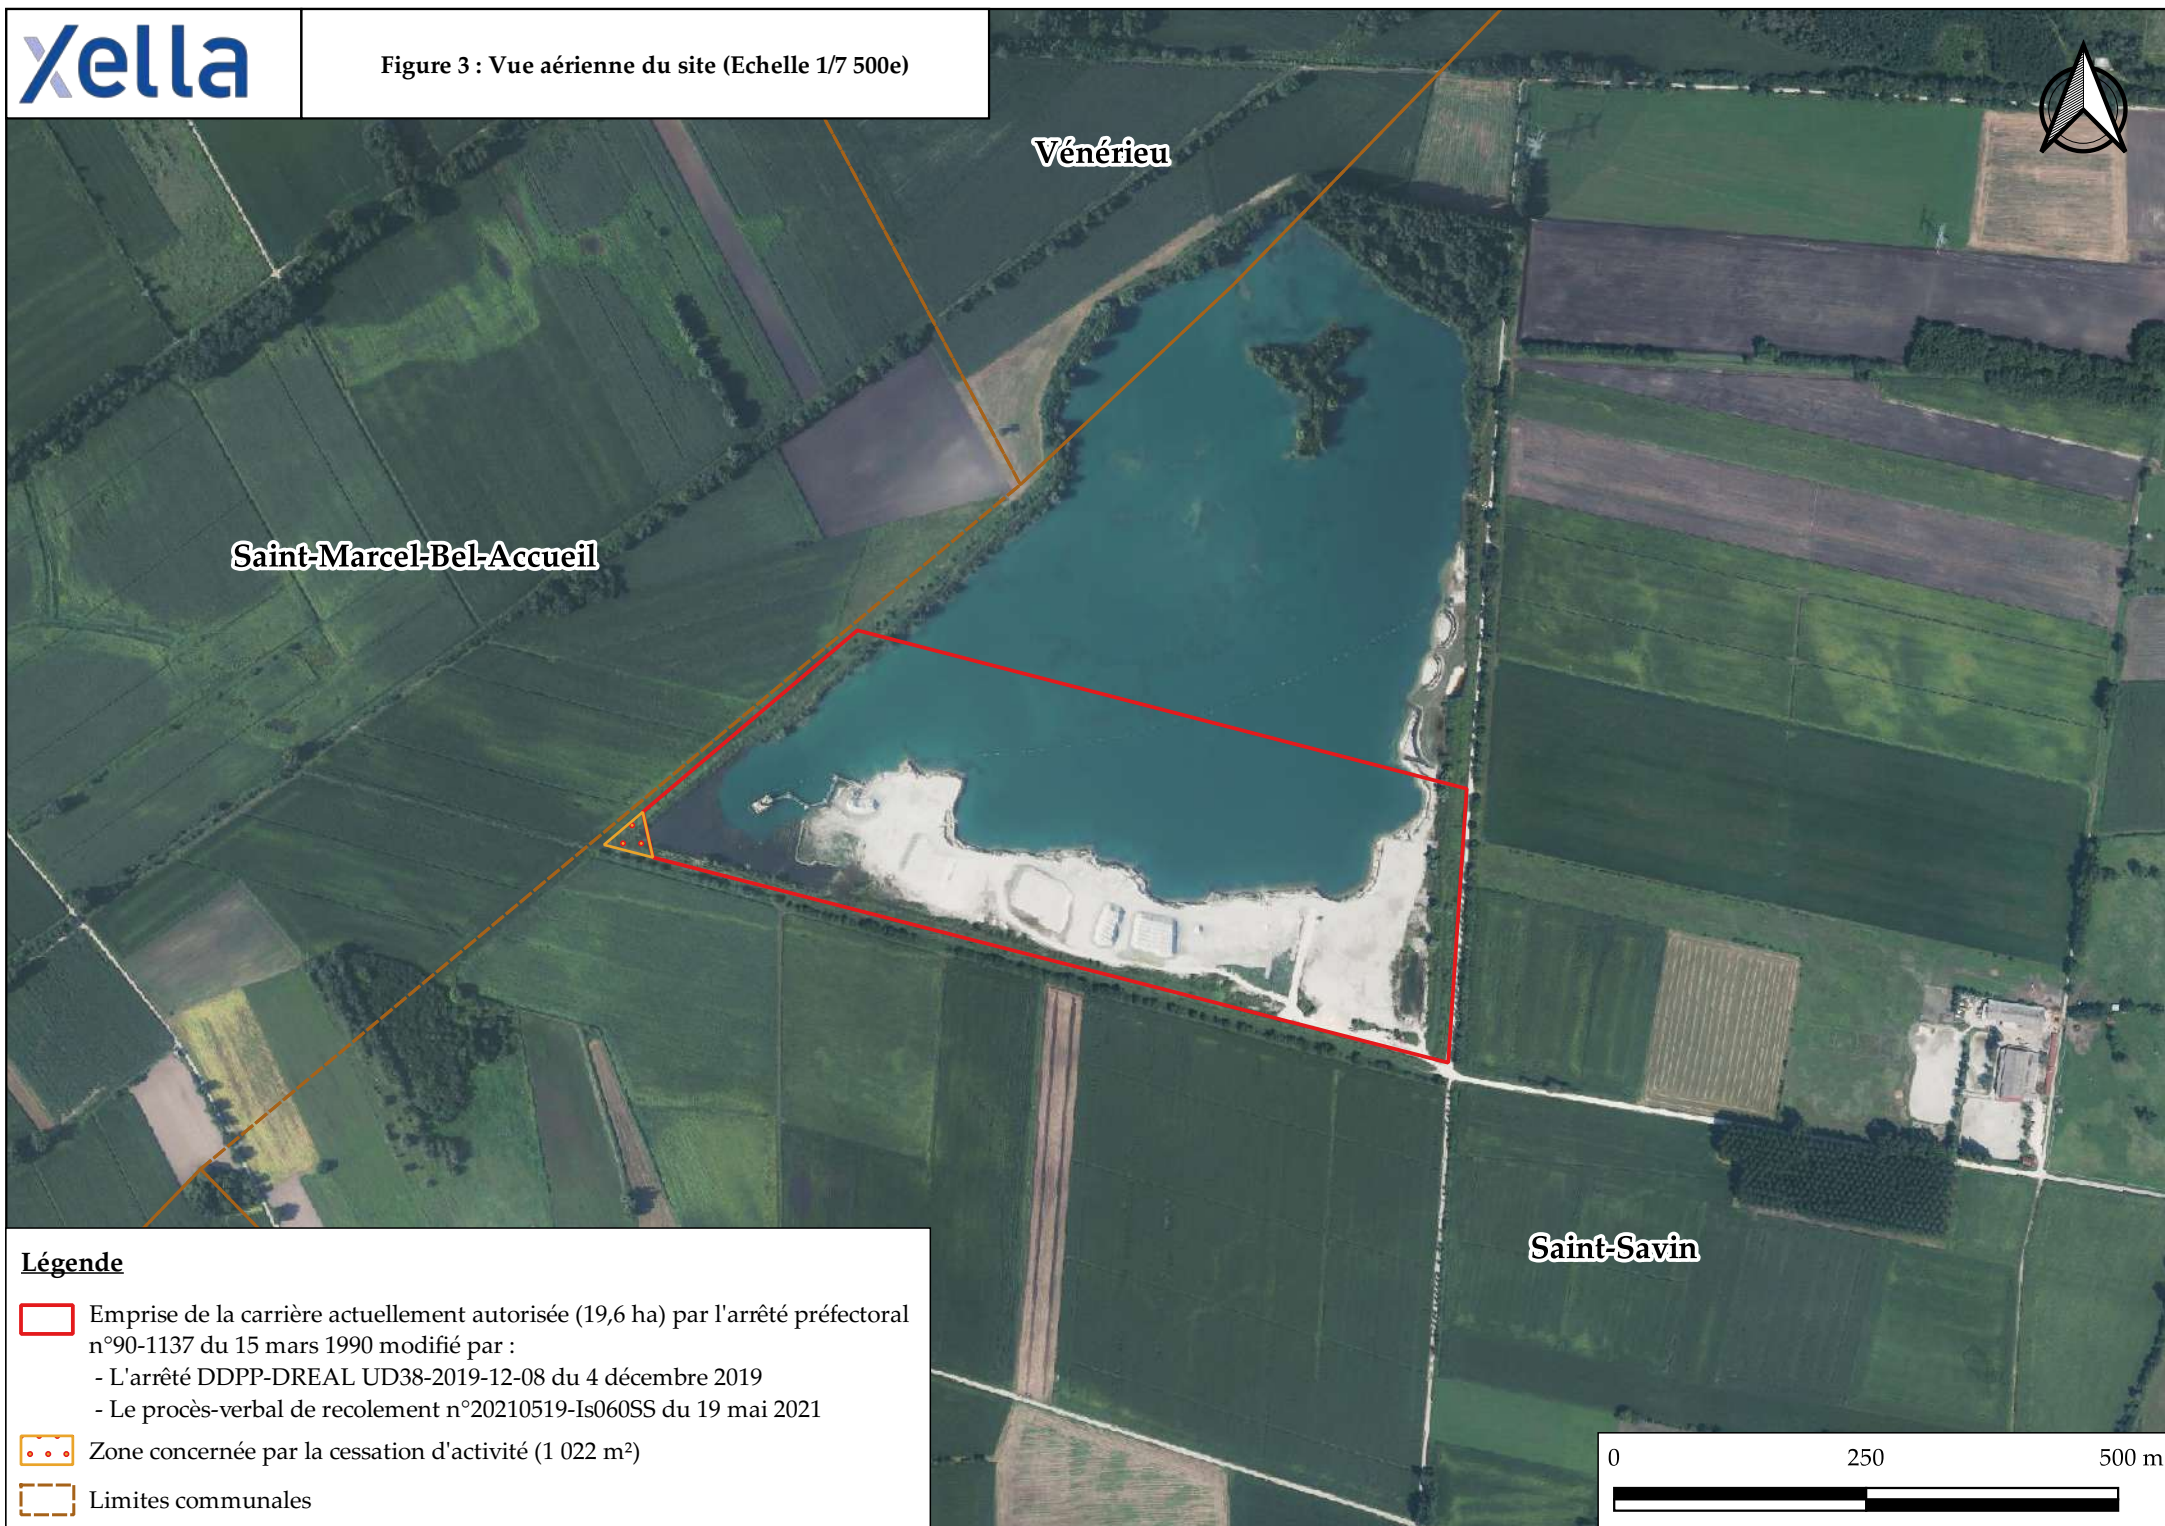 Xella
Figure 3 : Vue aérienne du site (Echelle 1/7 500e)
Vénérieu
Saint-Marcel-Bel-Accueil
Saint-Savin
Légende
Emprise de la carrière actuellement autorisée (19,6 ha) par l'arrêté préfectoral
n°90-1137 du 15 mars 1990 modifié par :
- L'arrêté DDPP-DREAL UD38-2019-12-08 du 4 décembre 2019
- Le procès-verbal de recolement n°20210519-Is060SS du 19 mai 2021
Zone concernée par la cessation d'activité (1 022 m²)
Limites communales
0 250 500 m